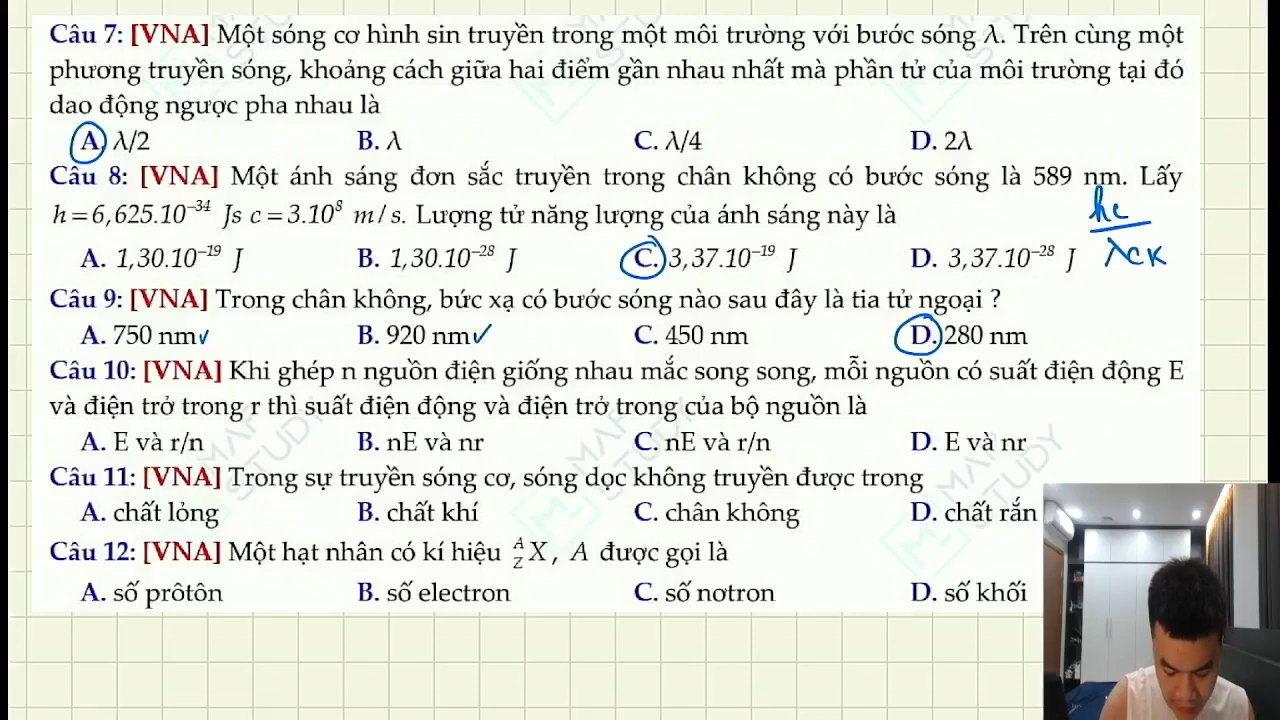 Câu 7: [VNA] Một sóng cơ hình sin truyền trong một môi trường với bước sóng λ. Trên cùng một
phương truyền sóng, khoảng cách giữa hai điểm gần nhau nhất mà phần tử của môi trường tại đó
dao động ngược pha nhau là
A. λ/2 B. λ C. λ/4 D. 2λ
Câu 8: [VNA] Một ánh sáng đơn sắc truyền trong chân không có bước sóng là 589 nm. Lấy
h = 6,625.10⁻³⁴ Js c = 3.10⁸ m/s. Lượng tử năng lượng của ánh sáng này là
hc
A. 1,30.10⁻¹⁹ J B. 1,30.10⁻²⁸ J C. 3,37.10⁻¹⁹ J D. 3,37.10⁻²⁸ J
λCK
Câu 9: [VNA] Trong chân không, bức xạ có bước sóng nào sau đây là tia tử ngoại ?
A. 750 nm✓ B. 920 nm✓ C. 450 nm D. 280 nm
Câu 10: [VNA] Khi ghép n nguồn điện giống nhau mắc song song, mỗi nguồn có suất điện động E
và điện trở trong r thì suất điện động và điện trở trong của bộ nguồn là
A. E và r/n B. nE và nr C. nE và r/n D. E và nr
Câu 11: [VNA] Trong sự truyền sóng cơ, sóng dọc không truyền được trong
A. chất lỏng B. chất khí C. chân không D. chất rắn
Câu 12: [VNA] Một hạt nhân có kí hiệu ᴬ_ZX, A được gọi là
A. số prôtôn B. số electron C. số nơtron D. số khối
MAP STUDY
MAP STUDY
MAP STUDY